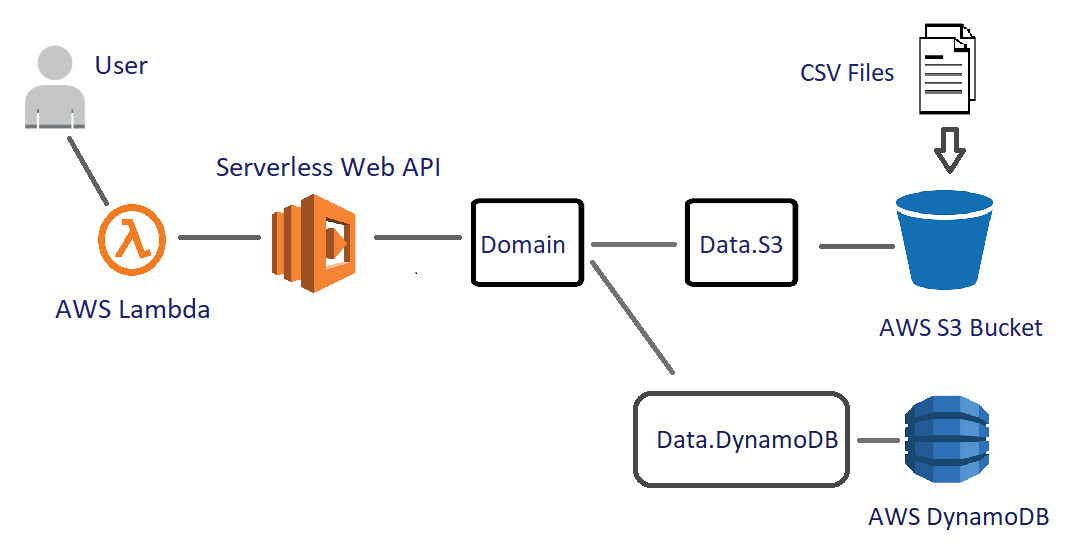 User
CSV Files
Serverless Web API
Domain
Data.S3
AWS Lambda
AWS S3 Bucket
Data.DynamoDB
AWS DynamoDB